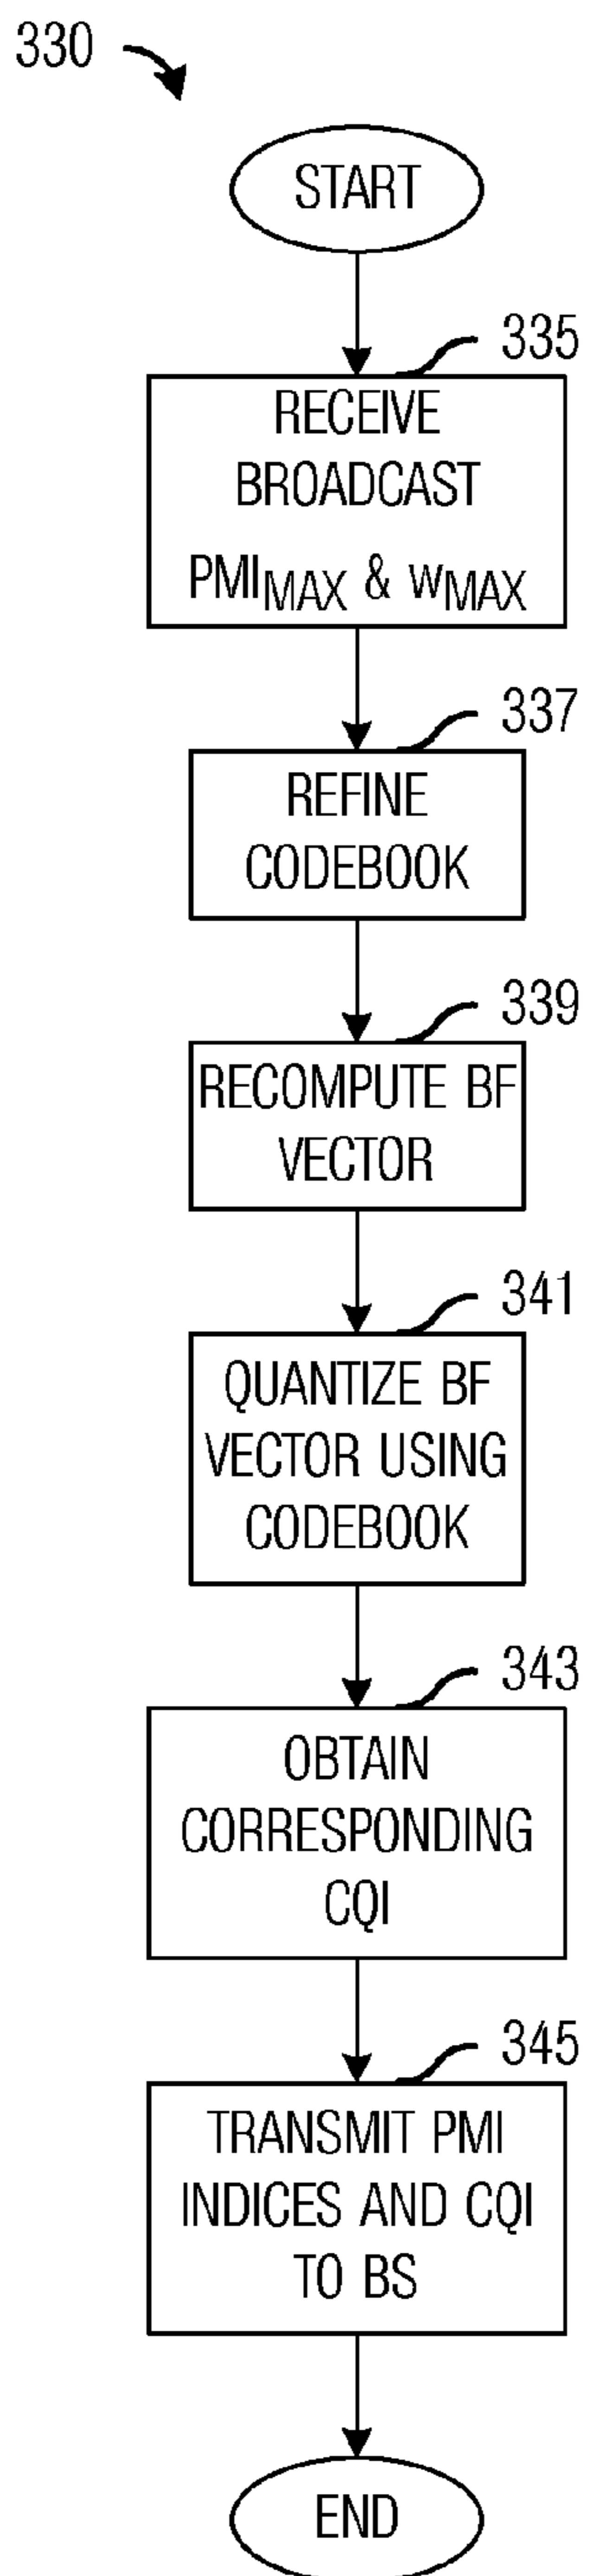 330
START
335
RECEIVE
BROADCAST
PMIMAX & wMAX
337
REFINE
CODEBOOK
339
RECOMPUTE BF
VECTOR
341
QUANTIZE BF
VECTOR USING
CODEBOOK
343
OBTAIN
CORRESPONDING
CQI
345
TRANSMIT PMI
INDICES AND CQI
TO BS
END